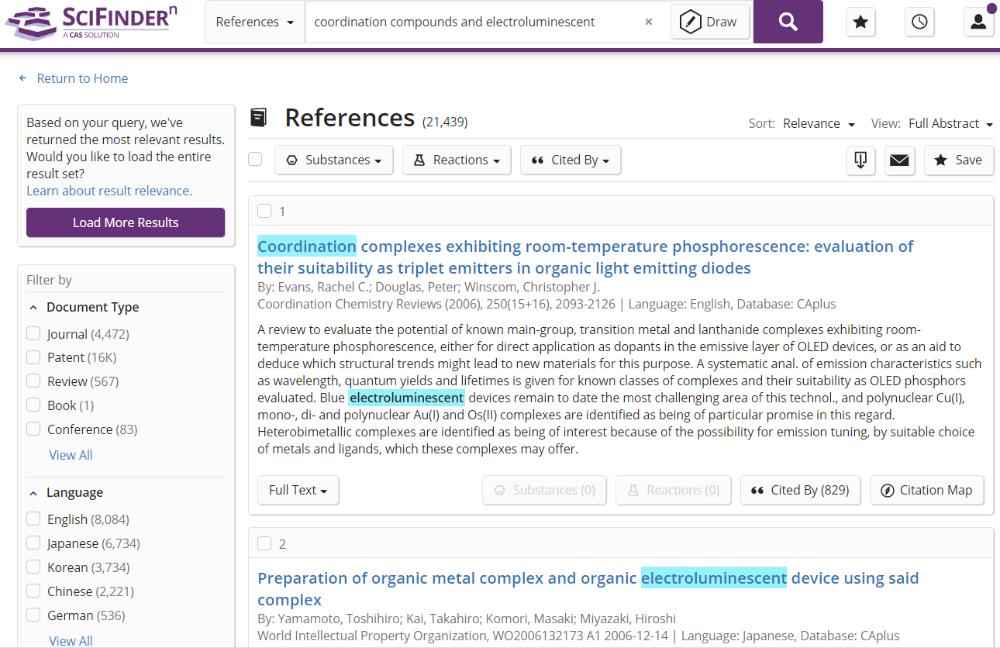 SCIFINDERⁿ
A CAS SOLUTION
References
coordination compounds and electroluminescent
×
Draw
Return to Home
Based on your query, we've
returned the most relevant results.
Would you like to load the entire
result set?
Learn about result relevance.
Load More Results
Filter by
Document Type
Journal (4,472)
Patent (16K)
Review (567)
Book (1)
Conference (83)
View All
Language
English (8,084)
Japanese (6,734)
Korean (3,734)
Chinese (2,221)
German (536)
View All
References (21,439)
Sort: Relevance View: Full Abstract
Substances
Reactions
Cited By
Save
1
Coordination complexes exhibiting room-temperature phosphorescence: evaluation of
their suitability as triplet emitters in organic light emitting diodes
By: Evans, Rachel C.; Douglas, Peter; Winscom, Christopher J.
Coordination Chemistry Reviews (2006), 250(15+16), 2093-2126 | Language: English, Database: CAplus
A review to evaluate the potential of known main-group, transition metal and lanthanide complexes exhibiting room-
temperature phosphorescence, either for direct application as dopants in the emissive layer of OLED devices, or as an aid to
deduce which structural trends might lead to new materials for this purpose. A systematic anal. of emission characteristics such
as wavelength, quantum yields and lifetimes is given for known classes of complexes and their suitability as OLED phosphors
evaluated. Blue electroluminescent devices remain to date the most challenging area of this technol., and polynuclear Cu(I),
mono-, di- and polynuclear Au(I) and Os(II) complexes are identified as being of particular promise in this regard.
Heterobimetallic complexes are identified as being of interest because of the possibility for emission tuning, by suitable choice
of metals and ligands, which these complexes may offer.
Full Text
Substances (0)
Reactions (0)
Cited By (829)
Citation Map
2
Preparation of organic metal complex and organic electroluminescent device using said
complex
By: Yamamoto, Toshihiro; Kai, Takahiro; Komori, Masaki; Miyazaki, Hiroshi
World Intellectual Property Organization, WO2006132173 A1 2006-12-14 | Language: Japanese, Database: CAplus